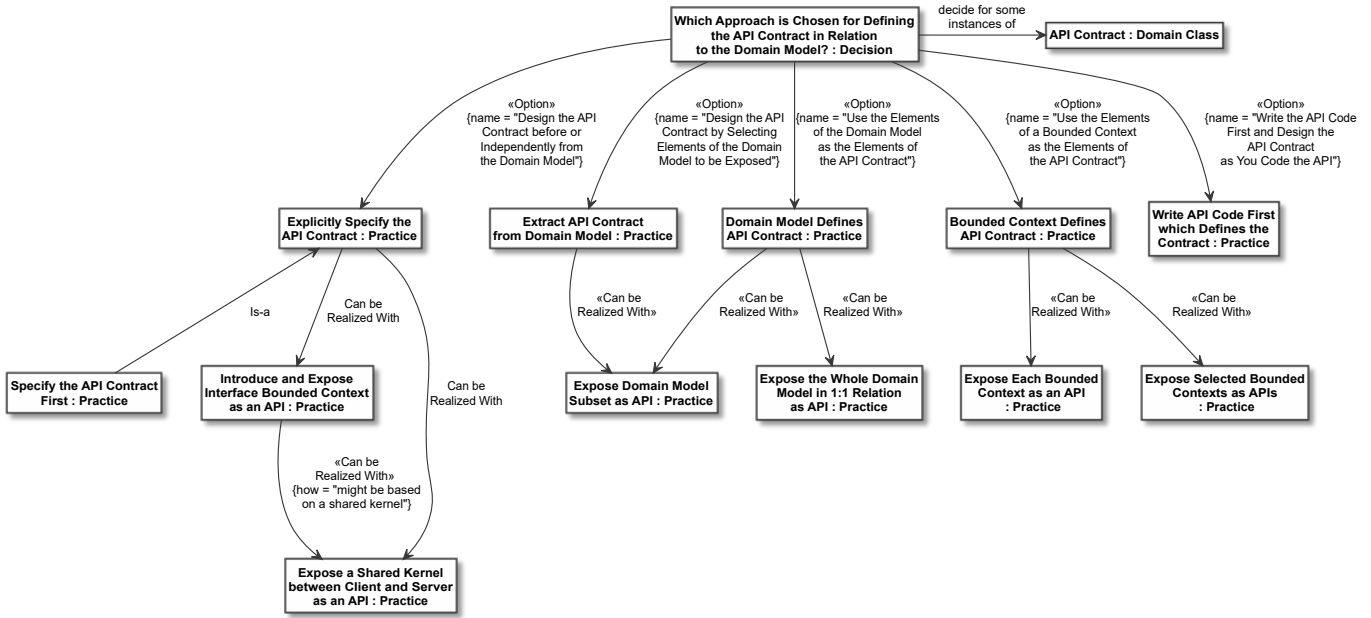 Which Approach is Chosen for Defining
the API Contract in Relation
to the Domain Model? : Decision
decide for some
instances of
API Contract : Domain Class
«Option»
{name = "Design the API
Contract before or
Independently from
the Domain Model"}
«Option»
{name = "Design the API
Contract by Selecting
Elements of the Domain
Model to be Exposed"}
«Option»
{name = "Use the Elements
of the Domain Model
as the Elements of
the API Contract"}
«Option»
{name = "Use the Elements
of a Bounded Context
as the Elements of
the API Contract"}
«Option»
{name = "Write the API Code
First and Design the
API Contract
as You Code the API"}
Explicitly Specify the
API Contract : Practice
Extract API Contract
from Domain Model : Practice
Domain Model Defines
API Contract : Practice
Bounded Context Defines
API Contract : Practice
Write API Code First
which Defines the
Contract : Practice
Is-a
Can be
Realized With
«Can be
Realized With»
«Can be
Realized With»
«Can be
Realized With»
«Can be
Realized With»
«Can be
Realized With»
Specify the API Contract
First : Practice
Introduce and Expose
Interface Bounded Context
as an API : Practice
Can be
Realized With
Expose Domain Model
Subset as API : Practice
Expose the Whole Domain
Model in 1:1 Relation
as API : Practice
Expose Each Bounded
Context as an API
: Practice
Expose Selected Bounded
Contexts as APIs
: Practice
«Can be
Realized With»
{how = "might be based
on a shared kernel"}
Expose a Shared Kernel
between Client and Server
as an API : Practice